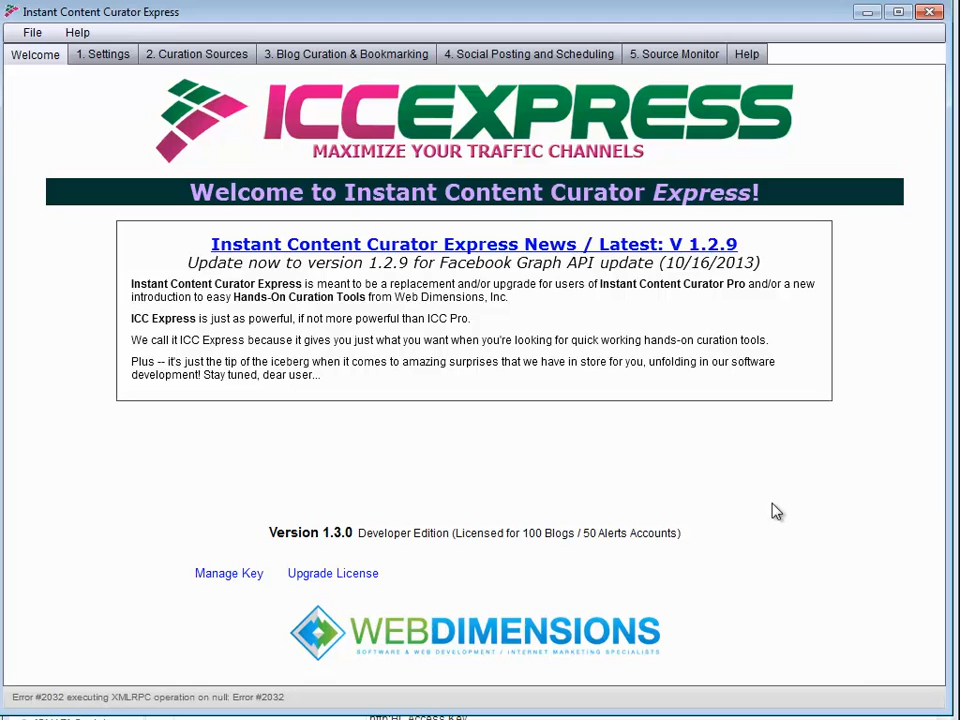 Instant Content Curator Express
File Help
Welcome 1. Settings 2. Curation Sources 3. Blog Curation & Bookmarking 4. Social Posting and Scheduling 5. Source Monitor Help
ICCEXPRESS
MAXIMIZE YOUR TRAFFIC CHANNELS
Welcome to Instant Content Curator Express!
Instant Content Curator Express News / Latest: V 1.2.9
Update now to version 1.2.9 for Facebook Graph API update (10/16/2013)
Instant Content Curator Express is meant to be a replacement and/or upgrade for users of Instant Content Curator Pro and/or a new
introduction to easy Hands-On Curation Tools from Web Dimensions, Inc.
ICC Express is just as powerful, if not more powerful than ICC Pro.
We call it ICC Express because it gives you just what you want when you're looking for quick working hands-on curation tools.
Plus -- it's just the tip of the iceberg when it comes to amazing surprises that we have in store for you, unfolding in our software
development! Stay tuned, dear user...
Version 1.3.0 Developer Edition (Licensed for 100 Blogs / 50 Alerts Accounts)
Manage Key Upgrade License
WEBDIMENSIONS
SOFTWARE & WEB DEVELOPMENT / INTERNET MARKETING SPECIALISTS
Error #2032 executing XMLRPC operation on null: Error #2032
Access Key